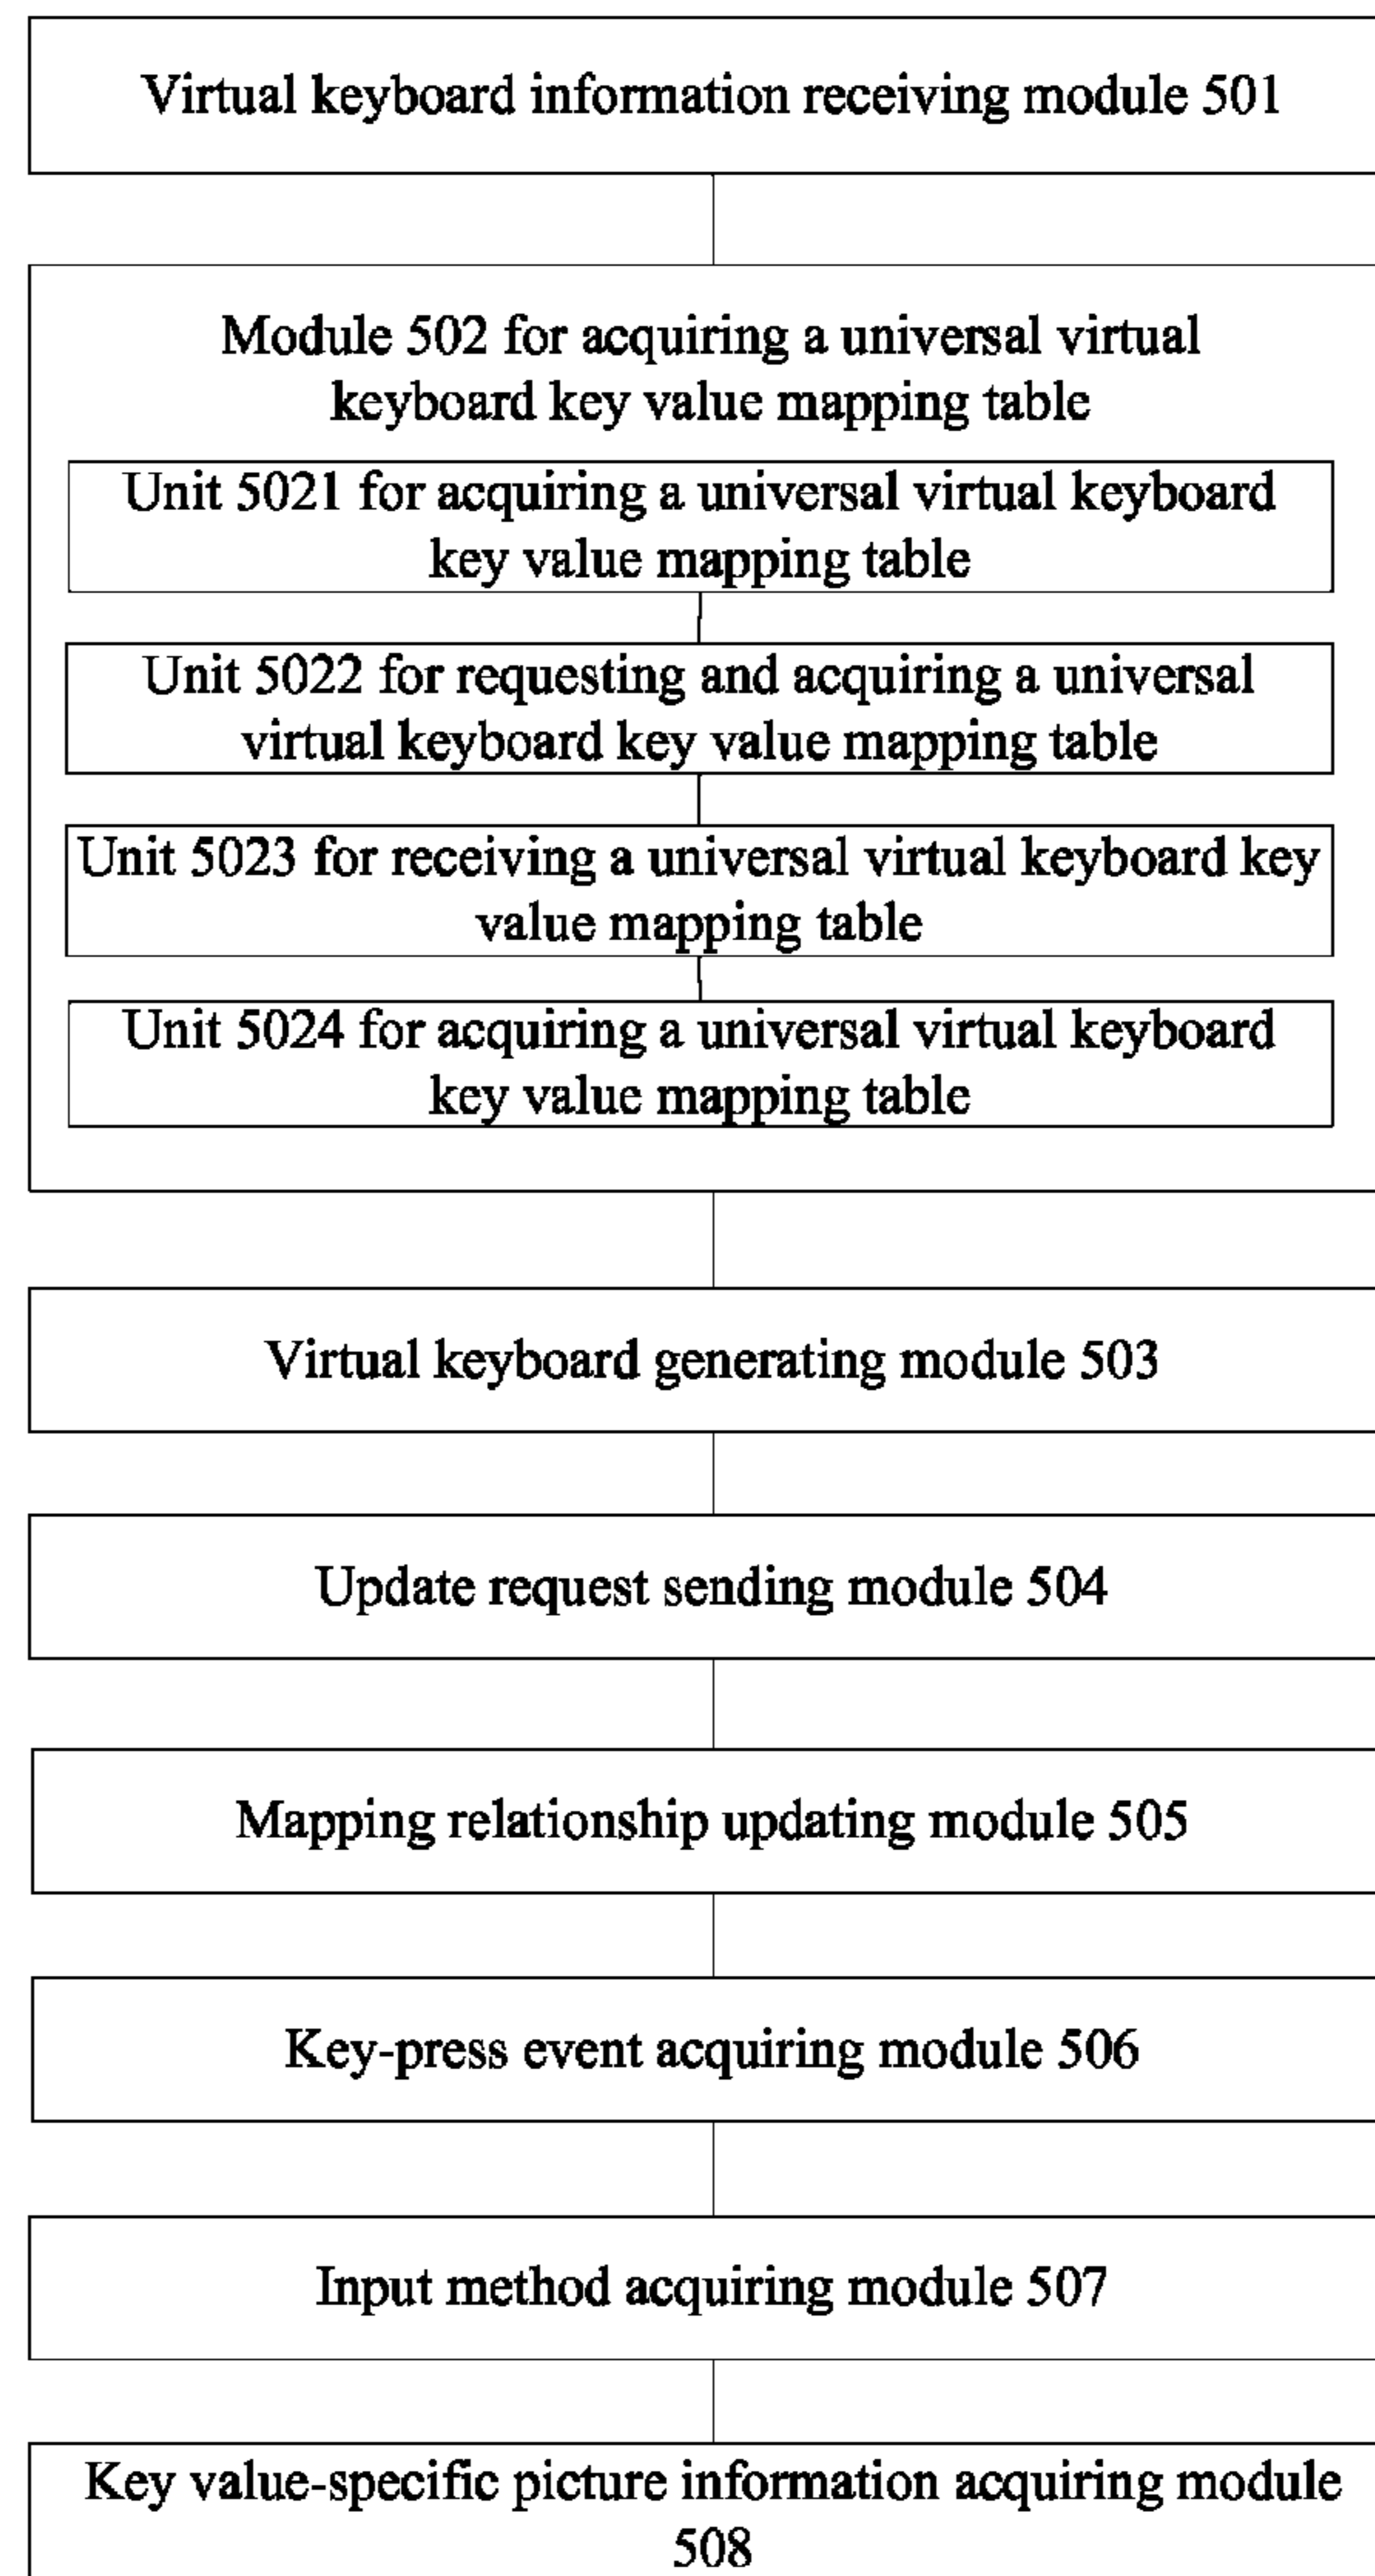 Virtual keyboard information receiving module 501
Module 502 for acquiring a universal virtual
keyboard key value mapping table
Unit 5021 for acquiring a universal virtual keyboard
key value mapping table
Unit 5022 for requesting and acquiring a universal
virtual keyboard key value mapping table
Unit 5023 for receiving a universal virtual keyboard key
value mapping table
Unit 5024 for acquiring a universal virtual keyboard
key value mapping table
Virtual keyboard generating module 503
Update request sending module 504
Mapping relationship updating module 505
Key-press event acquiring module 506
Input method acquiring module 507
Key value-specific picture information acquiring module
508